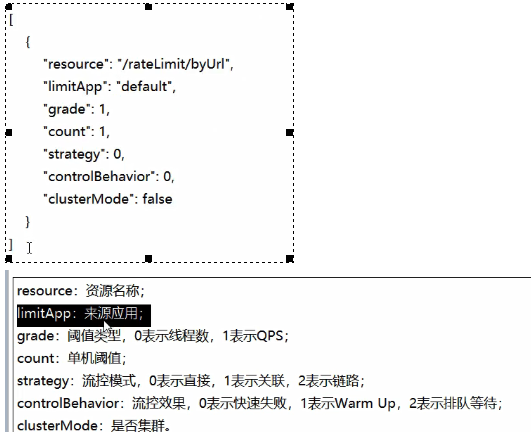 [
{
"resource": "/rateLimit/byUrl",
"limitApp": "default",
"grade": 1,
"count": 1,
"strategy": 0,
"controlBehavior": 0,
"clusterMode": false
}
]
resource：资源名称；
limitApp：来源应用；
grade：阈值类型，0表示线程数，1表示QPS；
count：单机阈值；
strategy：流控模式，0表示直接，1表示关联，2表示链路；
controlBehavior：流控效果，0表示快速失败，1表示Warm Up，2表示排队等待；
clusterMode：是否集群。